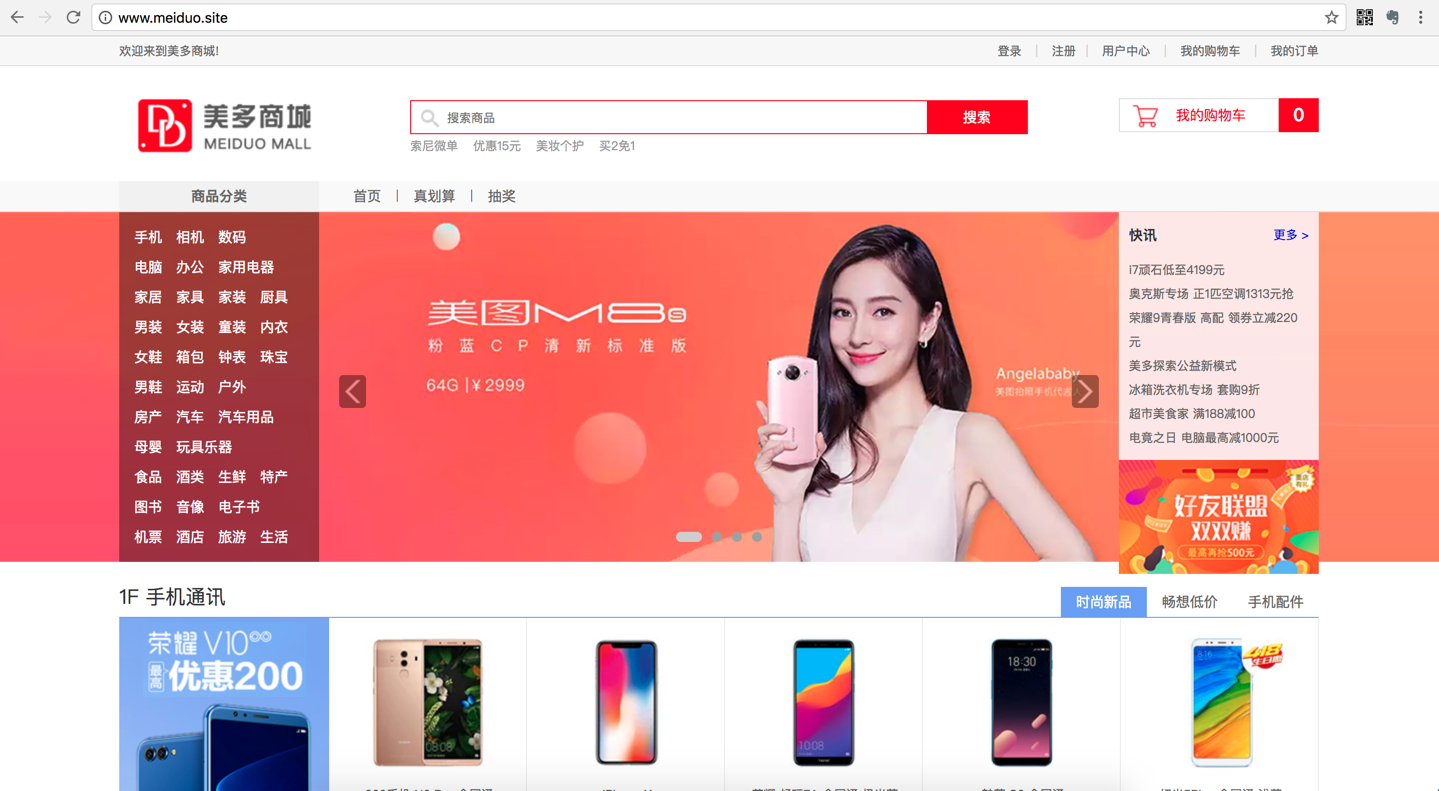 www.meiduo.site
欢迎来到美多商城!
登录 | 注册 | 用户中心 | 我的购物车 | 我的订单
美多商城
MEIDUO MALL
搜索商品
搜索
我的购物车 0
索尼微单 优惠15元 美妆个护 买2免1
商品分类
首页 | 真划算 | 抽奖
手机 相机 数码
电脑 办公 家用电器
家居 家具 家装 厨具
男装 女装 童装 内衣
女鞋 箱包 钟表 珠宝
男鞋 运动 户外
房产 汽车 汽车用品
母婴 玩具乐器
食品 酒类 生鲜 特产
图书 音像 电子书
机票 酒店 旅游 生活
美图M8s
粉蓝CP清新标准版
64G |¥ 2999
Angelababy
快讯
更多 >
i7顽石低至4199元
奥克斯专场 正1匹空调1313元抢
荣耀9青春版 高配 领券立减220
元
美多探索公益新模式
冰箱洗衣机专场 套购9折
超市美食家 满188减100
电竟之日 电脑最高减1000元
好友联盟
双双赚
最高再抢500元
1F 手机通讯
时尚新品 畅想低价 手机配件
荣耀 V10
最高 优惠200
08:08
10:08
18:30
8:16